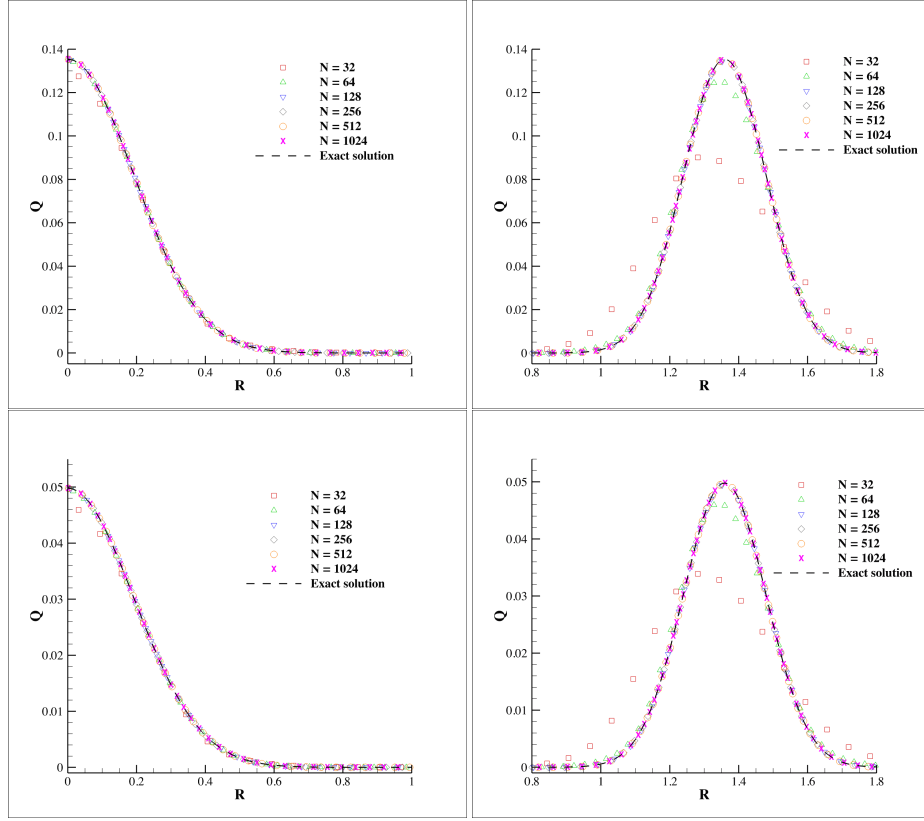 0 0.2 0.4 0.6 0.8 1
0.14
0.12
0.1
0.08
0.06
0.04
0.02
0
Q
R
N = 32
N = 64
N = 128
N = 256
N = 512
N = 1024
Exact solution
0.14
0.12
0.1
0.08
0.06
0.04
0.02
0
Q
0.8 1 1.2 1.4 1.6 1.8
R
N = 32
N = 64
N = 128
N = 256
N = 512
N = 1024
Exact solution
0.05
0.04
0.03
0.02
0.01
0
Q
0 0.2 0.4 0.6 0.8 1
R
N = 32
N = 64
N = 128
N = 256
N = 512
N = 1024
Exact solution
0.05
0.04
0.03
0.02
0.01
0
Q
0.8 1 1.2 1.4 1.6 1.8
R
N = 32
N = 64
N = 128
N = 256
N = 512
N = 1024
Exact solution